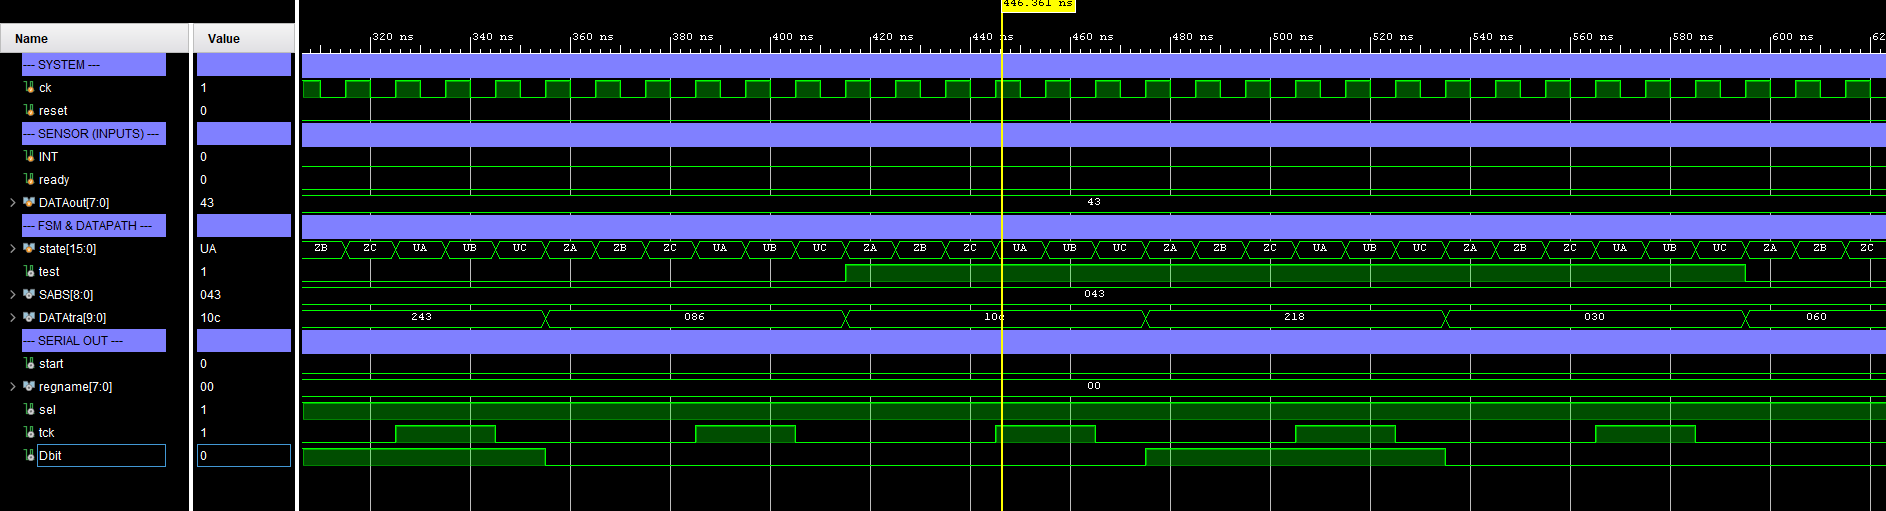 446.361 ns
Name Value 320 ns 340 ns 360 ns 380 ns 400 ns 420 ns 440 ns 460 ns 480 ns 500 ns 520 ns 540 ns 560 ns 580 ns 600 ns 62
--- SYSTEM ---
ck 1
reset 0
--- SENSOR (INPUTS) ---
INT 0
ready 0
DATAout[7:0] 43 43
--- FSM & DATAPATH ---
state[15:0] UA ZB ZC UA UB UC ZA ZB ZC UA UB UC ZA ZB ZC UA UB UC ZA ZB ZC UA UB UC ZA ZB ZC UA UB UC ZA ZB ZC
test 1
SABS[8:0] 043 043
DATAtra[9:0] 10c 243 086 10c 218 030 060
--- SERIAL OUT ---
start 0
regname[7:0] 00 00
sel 1
tck 1
Dbit 0